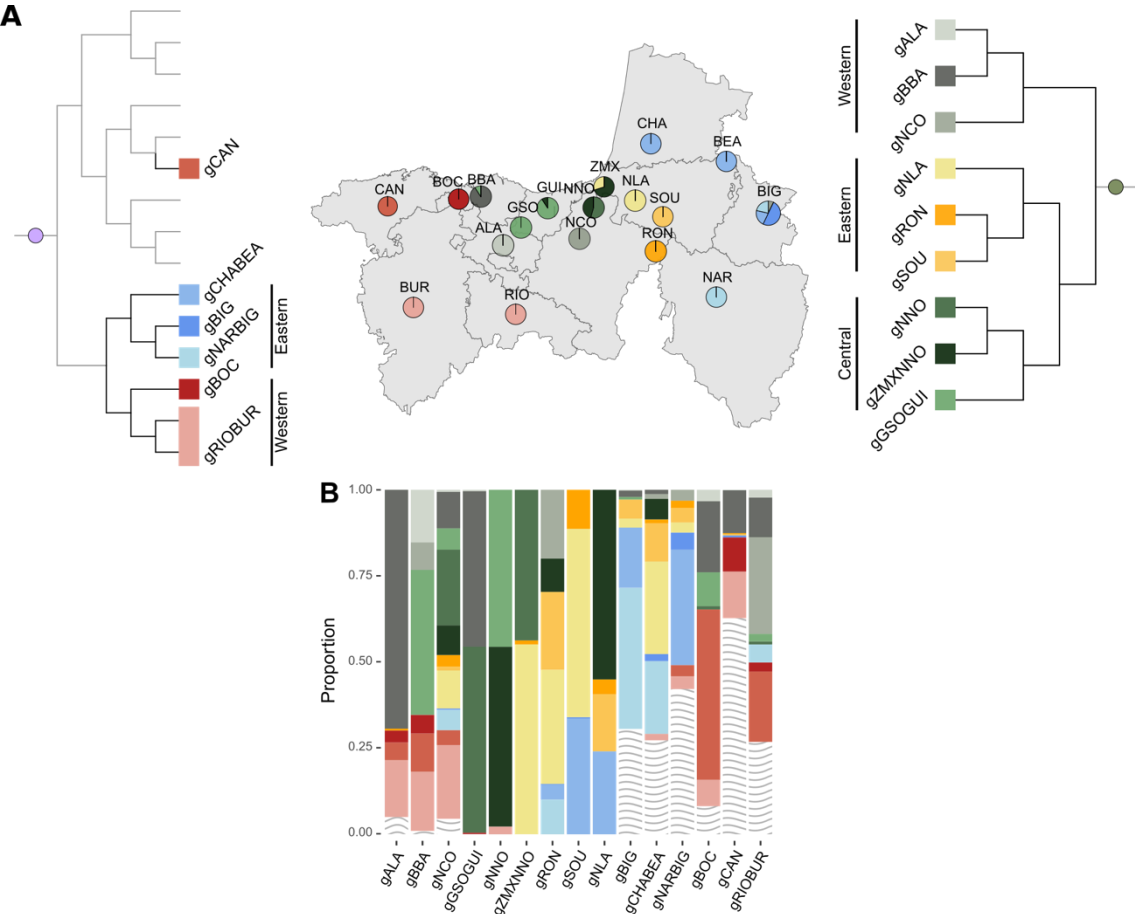 A
gCAN
gCHABEA
gBIG
gNARBIG
gBOC
gRIOBUR
Eastern
Western
CHA
BEA
ZMX
BIG
CAN
BOC
BBA
GUI
NNO
NLA
GSO
SOU
ALA
NCO
RON
BUR
RIO
NAR
Western
Eastern
Central
gALA
gBBA
gNCO
gNLA
gRON
gSOU
gNNO
gZMXNNO
gGSOGUI
B
Proportion
1.00
0.75
0.50
0.25
0.00
gALA
gBBA
gNCO
gGSOGUI
gNNO
gZMXNNO
gRON
gSOU
gNLA
gBIG
gCHABEA
gNARBIG
gBOC
gCAN
gRIOBUR